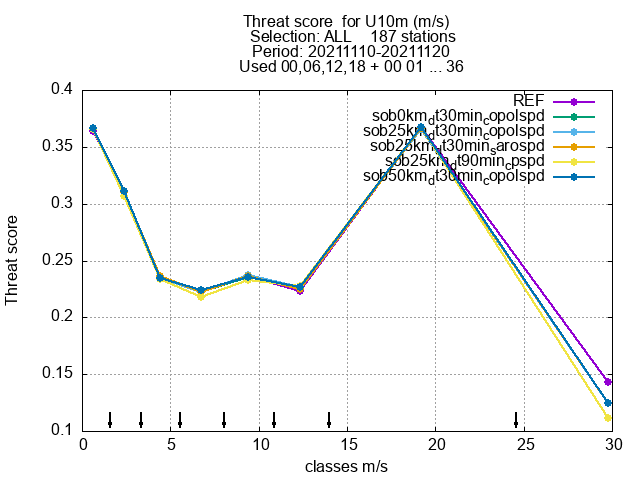 Threat score for U10m (m/s)
Selection: ALL 187 stations
Period: 20211110-20211120
Used 00,06,12,18 + 00 01 ... 36
REF
sob0km_dt30min_copolspd
sob25km_dt30min_copolspd
sob25km_dt30min_sarospd
sob25km_dt90min_cpspd
sob50km_dt30min_copolspd
0.4
0.35
0.3
0.25
0.2
0.15
0.1
Threat score
0 5 10 15 20 25 30
classes m/s